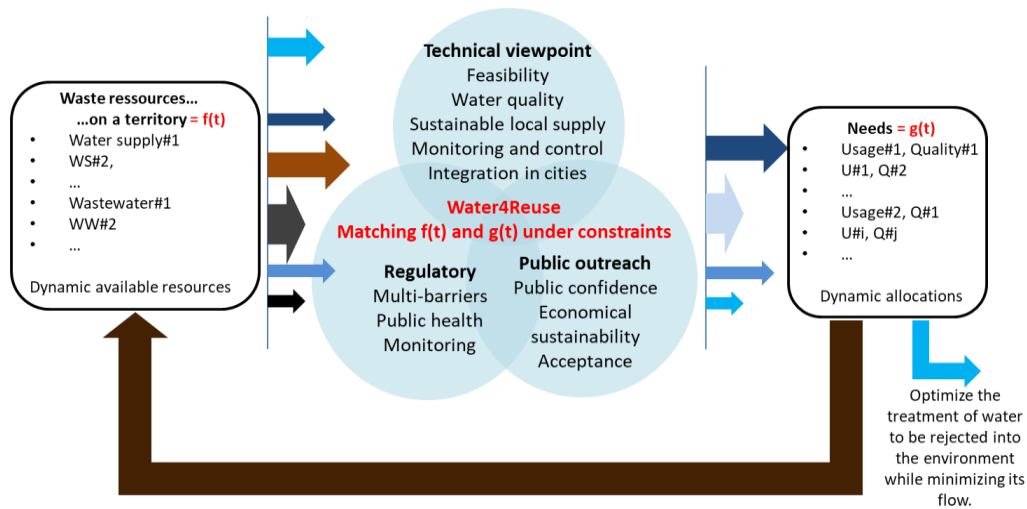 Waste ressources…
…on a territory = f(t)
• Water supply#1
• WS#2,
• …
• Wastewater#1
• WW#2
• …
Dynamic available resources
Technical viewpoint
Feasibility
Water quality
Sustainable local supply
Monitoring and control
Integration in cities
Water4Reuse
Matching f(t) and g(t) under constraints
Regulatory
Multi-barriers
Public health
Monitoring
Public outreach
Public confidence
Economical
sustainability
Acceptance
Needs = g(t)
• Usage#1, Quality#1
• U#1, Q#2
• …
• Usage#2, Q#1
• U#i, Q#j
• …
Dynamic allocations
Optimize the
treatment of water
to be rejected into
the environment
while minimizing its
flow.